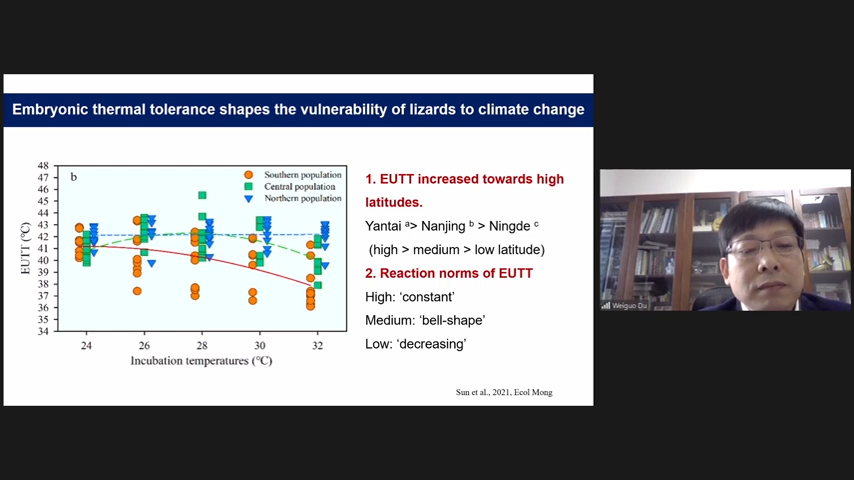 Embryonic thermal tolerance shapes the vulnerability of lizards to climate change
48
47
46
45
44
43
42
41
40
39
38
37
36
35
34
EUTT (°C)
b
Southern population
Central population
Northern population
24 26 28 30 32
Incubation temperatures (°C)
1. EUTT increased towards high
latitudes.
Yantai ᵃ> Nanjing ᵇ > Ningde ᶜ
(high > medium > low latitude)
2. Reaction norms of EUTT
High: ‘constant’
Medium: ‘bell-shape’
Low: ‘decreasing’
Sun et al., 2021, Ecol Mong
Weiguo Du